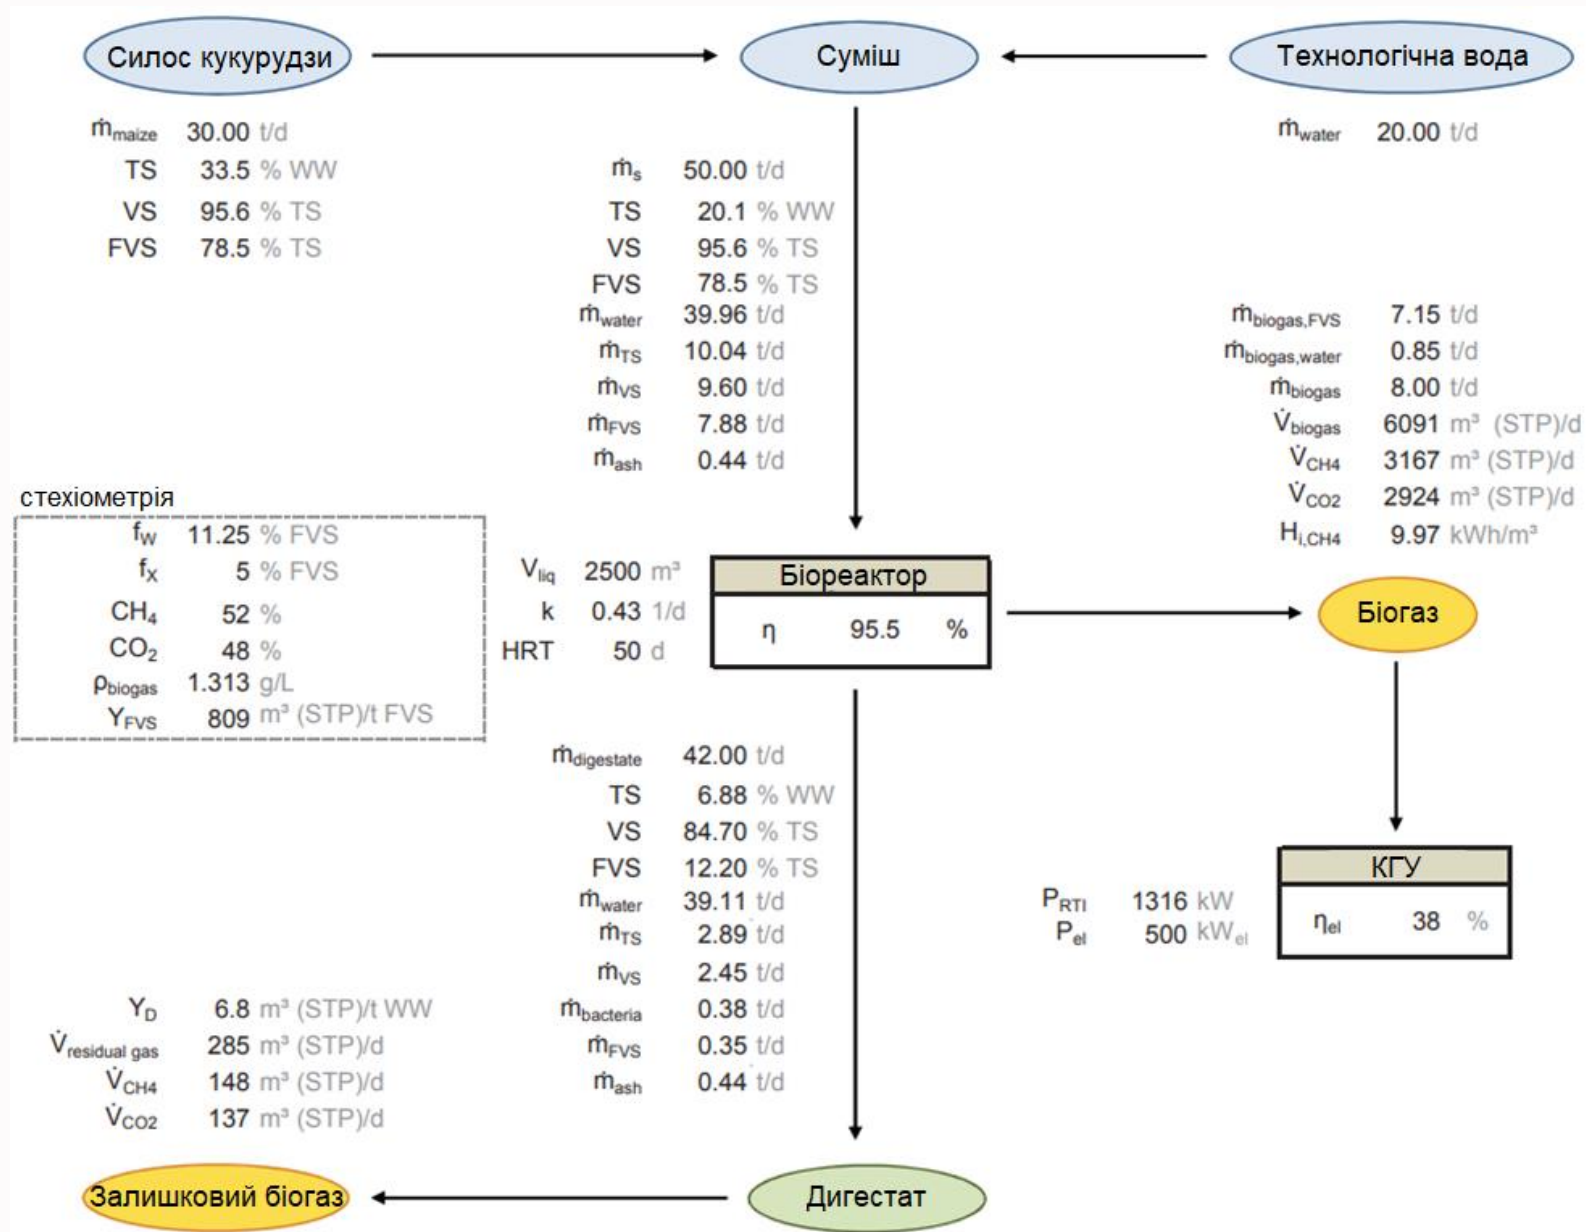 Силос кукурудзи
Суміш
Технологічна вода
ṁmaize 30.00 t/d
TS 33.5 % WW
VS 95.6 % TS
FVS 78.5 % TS
ṁs 50.00 t/d
TS 20.1 % WW
VS 95.6 % TS
FVS 78.5 % TS
ṁwater 39.96 t/d
ṁTS 10.04 t/d
ṁVS 9.60 t/d
ṁFVS 7.88 t/d
ṁash 0.44 t/d
ṁwater 20.00 t/d
ṁbiogas,FVS 7.15 t/d
ṁbiogas,water 0.85 t/d
ṁbiogas 8.00 t/d
V̇biogas 6091 m³ (STP)/d
V̇CH4 3167 m³ (STP)/d
V̇CO2 2924 m³ (STP)/d
Hi,CH4 9.97 kWh/m³
стехіометрія
fW 11.25 % FVS
fX 5 % FVS
CH4 52 %
CO2 48 %
ρbiogas 1.313 g/L
YFVS 809 m³ (STP)/t FVS
Vliq 2500 m³
k 0.43 1/d
HRT 50 d
Біореактор
η 95.5 %
Біогаз
ṁdigestate 42.00 t/d
TS 6.88 % WW
VS 84.70 % TS
FVS 12.20 % TS
ṁwater 39.11 t/d
ṁTS 2.89 t/d
ṁVS 2.45 t/d
ṁbacteria 0.38 t/d
ṁFVS 0.35 t/d
ṁash 0.44 t/d
PRTI 1316 kW
Pel 500 kWel
КГУ
ηel 38 %
YD 6.8 m³ (STP)/t WW
V̇residual gas 285 m³ (STP)/d
V̇CH4 148 m³ (STP)/d
V̇CO2 137 m³ (STP)/d
Залишковий біогаз
Дигестат